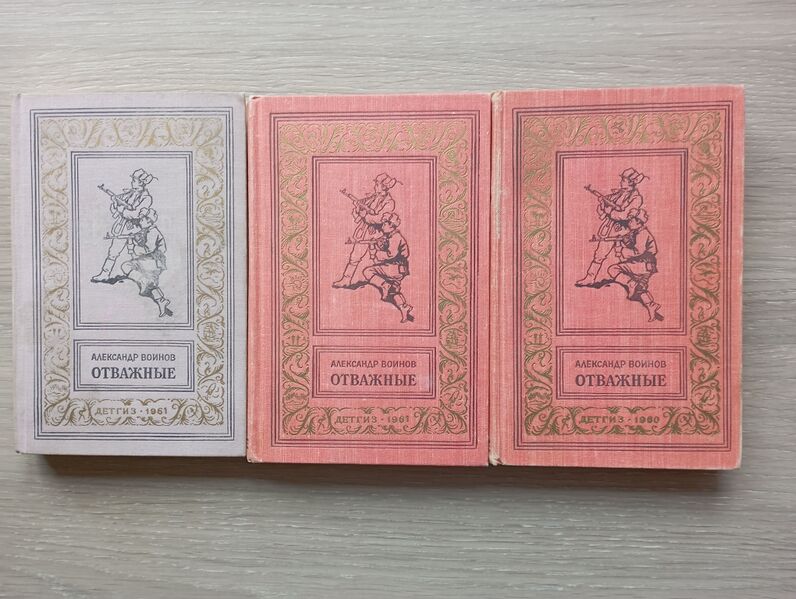 АЛЕКСАНДР ВОИНОВ
ОТВАЖНЫЕ
ДЕТГИЗ · 1961
АЛЕКСАНДР ВОИНОВ
ОТВАЖНЫЕ
ДЕТГИЗ · 1961
АЛЕКСАНДР ВОИНОВ
ОТВАЖНЫЕ
ДЕТГИЗ · 1960